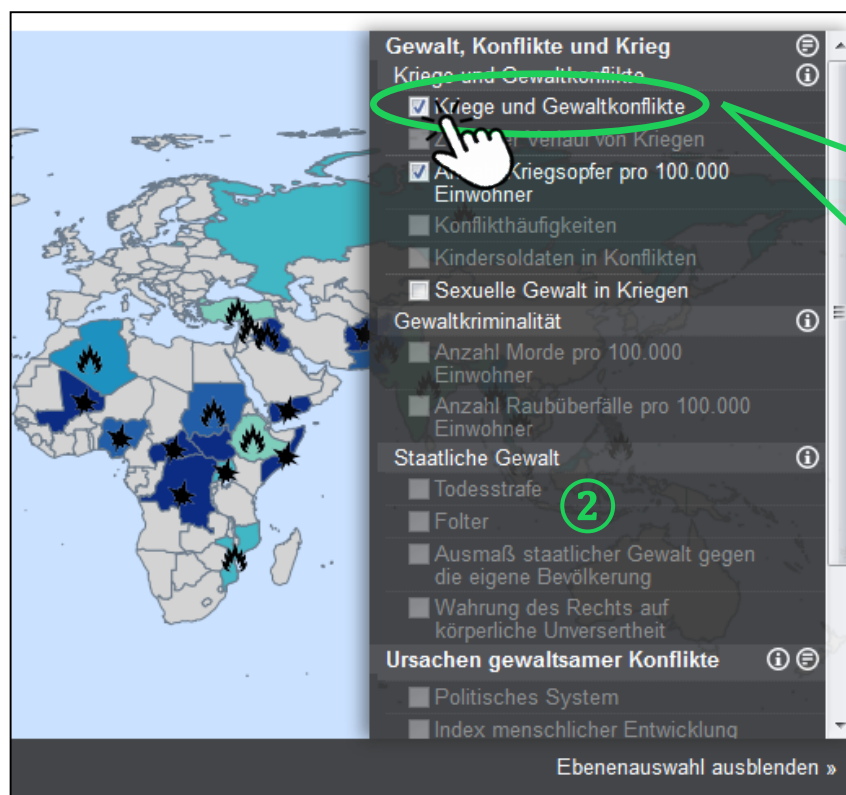 Gewalt, Konflikte und Krieg
Kriege und Gewaltkonflikte
Kriege und Gewaltkonflikte
Verlauf von Kriegen
Kriegsopfer pro 100.000
Einwohner
Konflikthäufigkeiten
Kindersoldaten in Konflikten
Sexuelle Gewalt in Kriegen
Gewaltkriminalität
Anzahl Morde pro 100.000
Einwohner
Anzahl Raubüberfälle pro 100.000
Einwohner
Staatliche Gewalt
Todesstrafe
②
Folter
Ausmaß staatlicher Gewalt gegen
die eigene Bevölkerung
Wahrung des Rechts auf
körperliche Unversertheit
Ursachen gewaltsamer Konflikte
Politisches System
Index menschlicher Entwicklung
Ebenenauswahl ausblenden »